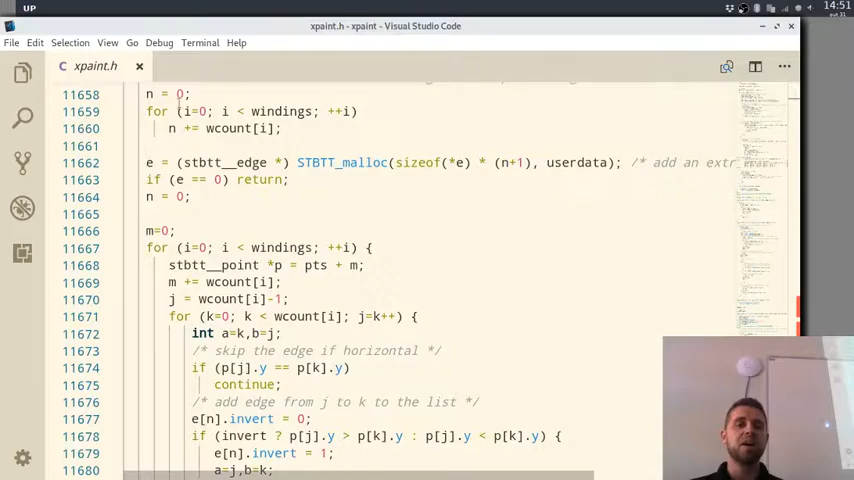 UP 14:51
out 31
xpaint.h - xpaint - Visual Studio Code
File Edit Selection View Go Debug Terminal Help
C xpaint.h
11658 n = 0;
11659 for (i=0; i < windings; ++i)
11660 n += wcount[i];
11661
11662 e = (stbtt__edge *) STBTT_malloc(sizeof(*e) * (n+1), userdata); /* add an extr
11663 if (e == 0) return;
11664 n = 0;
11665
11666 m=0;
11667 for (i=0; i < windings; ++i) {
11668 stbtt__point *p = pts + m;
11669 m += wcount[i];
11670 j = wcount[i]-1;
11671 for (k=0; k < wcount[i]; j=k++) {
11672 int a=k,b=j;
11673 /* skip the edge if horizontal */
11674 if (p[j].y == p[k].y)
11675 continue;
11676 /* add edge from j to k to the list */
11677 e[n].invert = 0;
11678 if (invert ? p[j].y > p[k].y : p[j].y < p[k].y) {
11679 e[n].invert = 1;
11680 a=j,b=k;